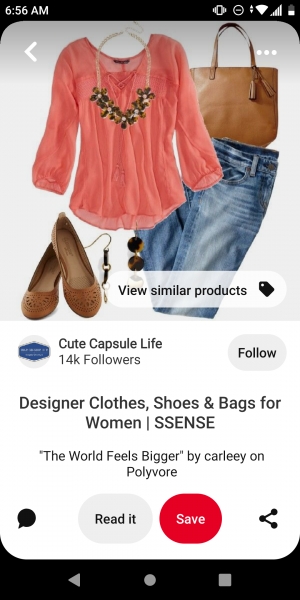 6:56 AM
View similar products
Cute Capsule Life
14k Followers
Follow
Designer Clothes, Shoes & Bags for
Women | SSENSE
"The World Feels Bigger" by carleey on
Polyvore
Read it
Save